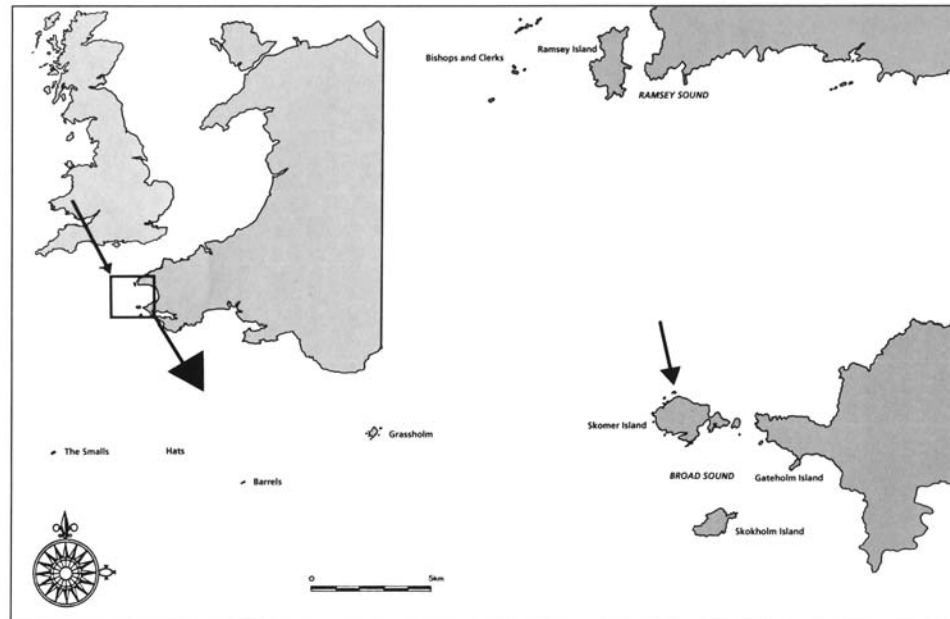 Bishops and Clerks
Ramsey Island
RAMSEY SOUND
Grassholm
The Smalls
Hats
Barrels
Skomer Island
BROAD SOUND
Gateholm Island
Skokholm Island
0
5km